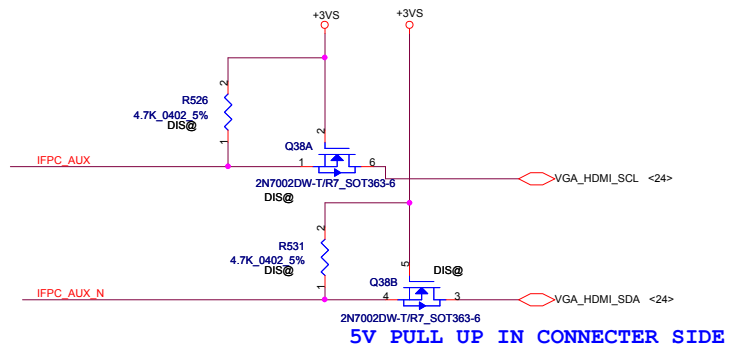 +3VS
+3VS
2
R526
4.7K_0402_5%
DIS@
1
2
Q38A
IFPC_AUX
1
6
2N7002DW-T/R7_SOT363-6
DIS@
VGA_HDMI_SCL <24>
2
R531
4.7K_0402_5%
DIS@
1
5
DIS@
Q38B
IFPC_AUX_N
4
3
VGA_HDMI_SDA <24>
2N7002DW-T/R7_SOT363-6
5V PULL UP IN CONNECTER SIDE